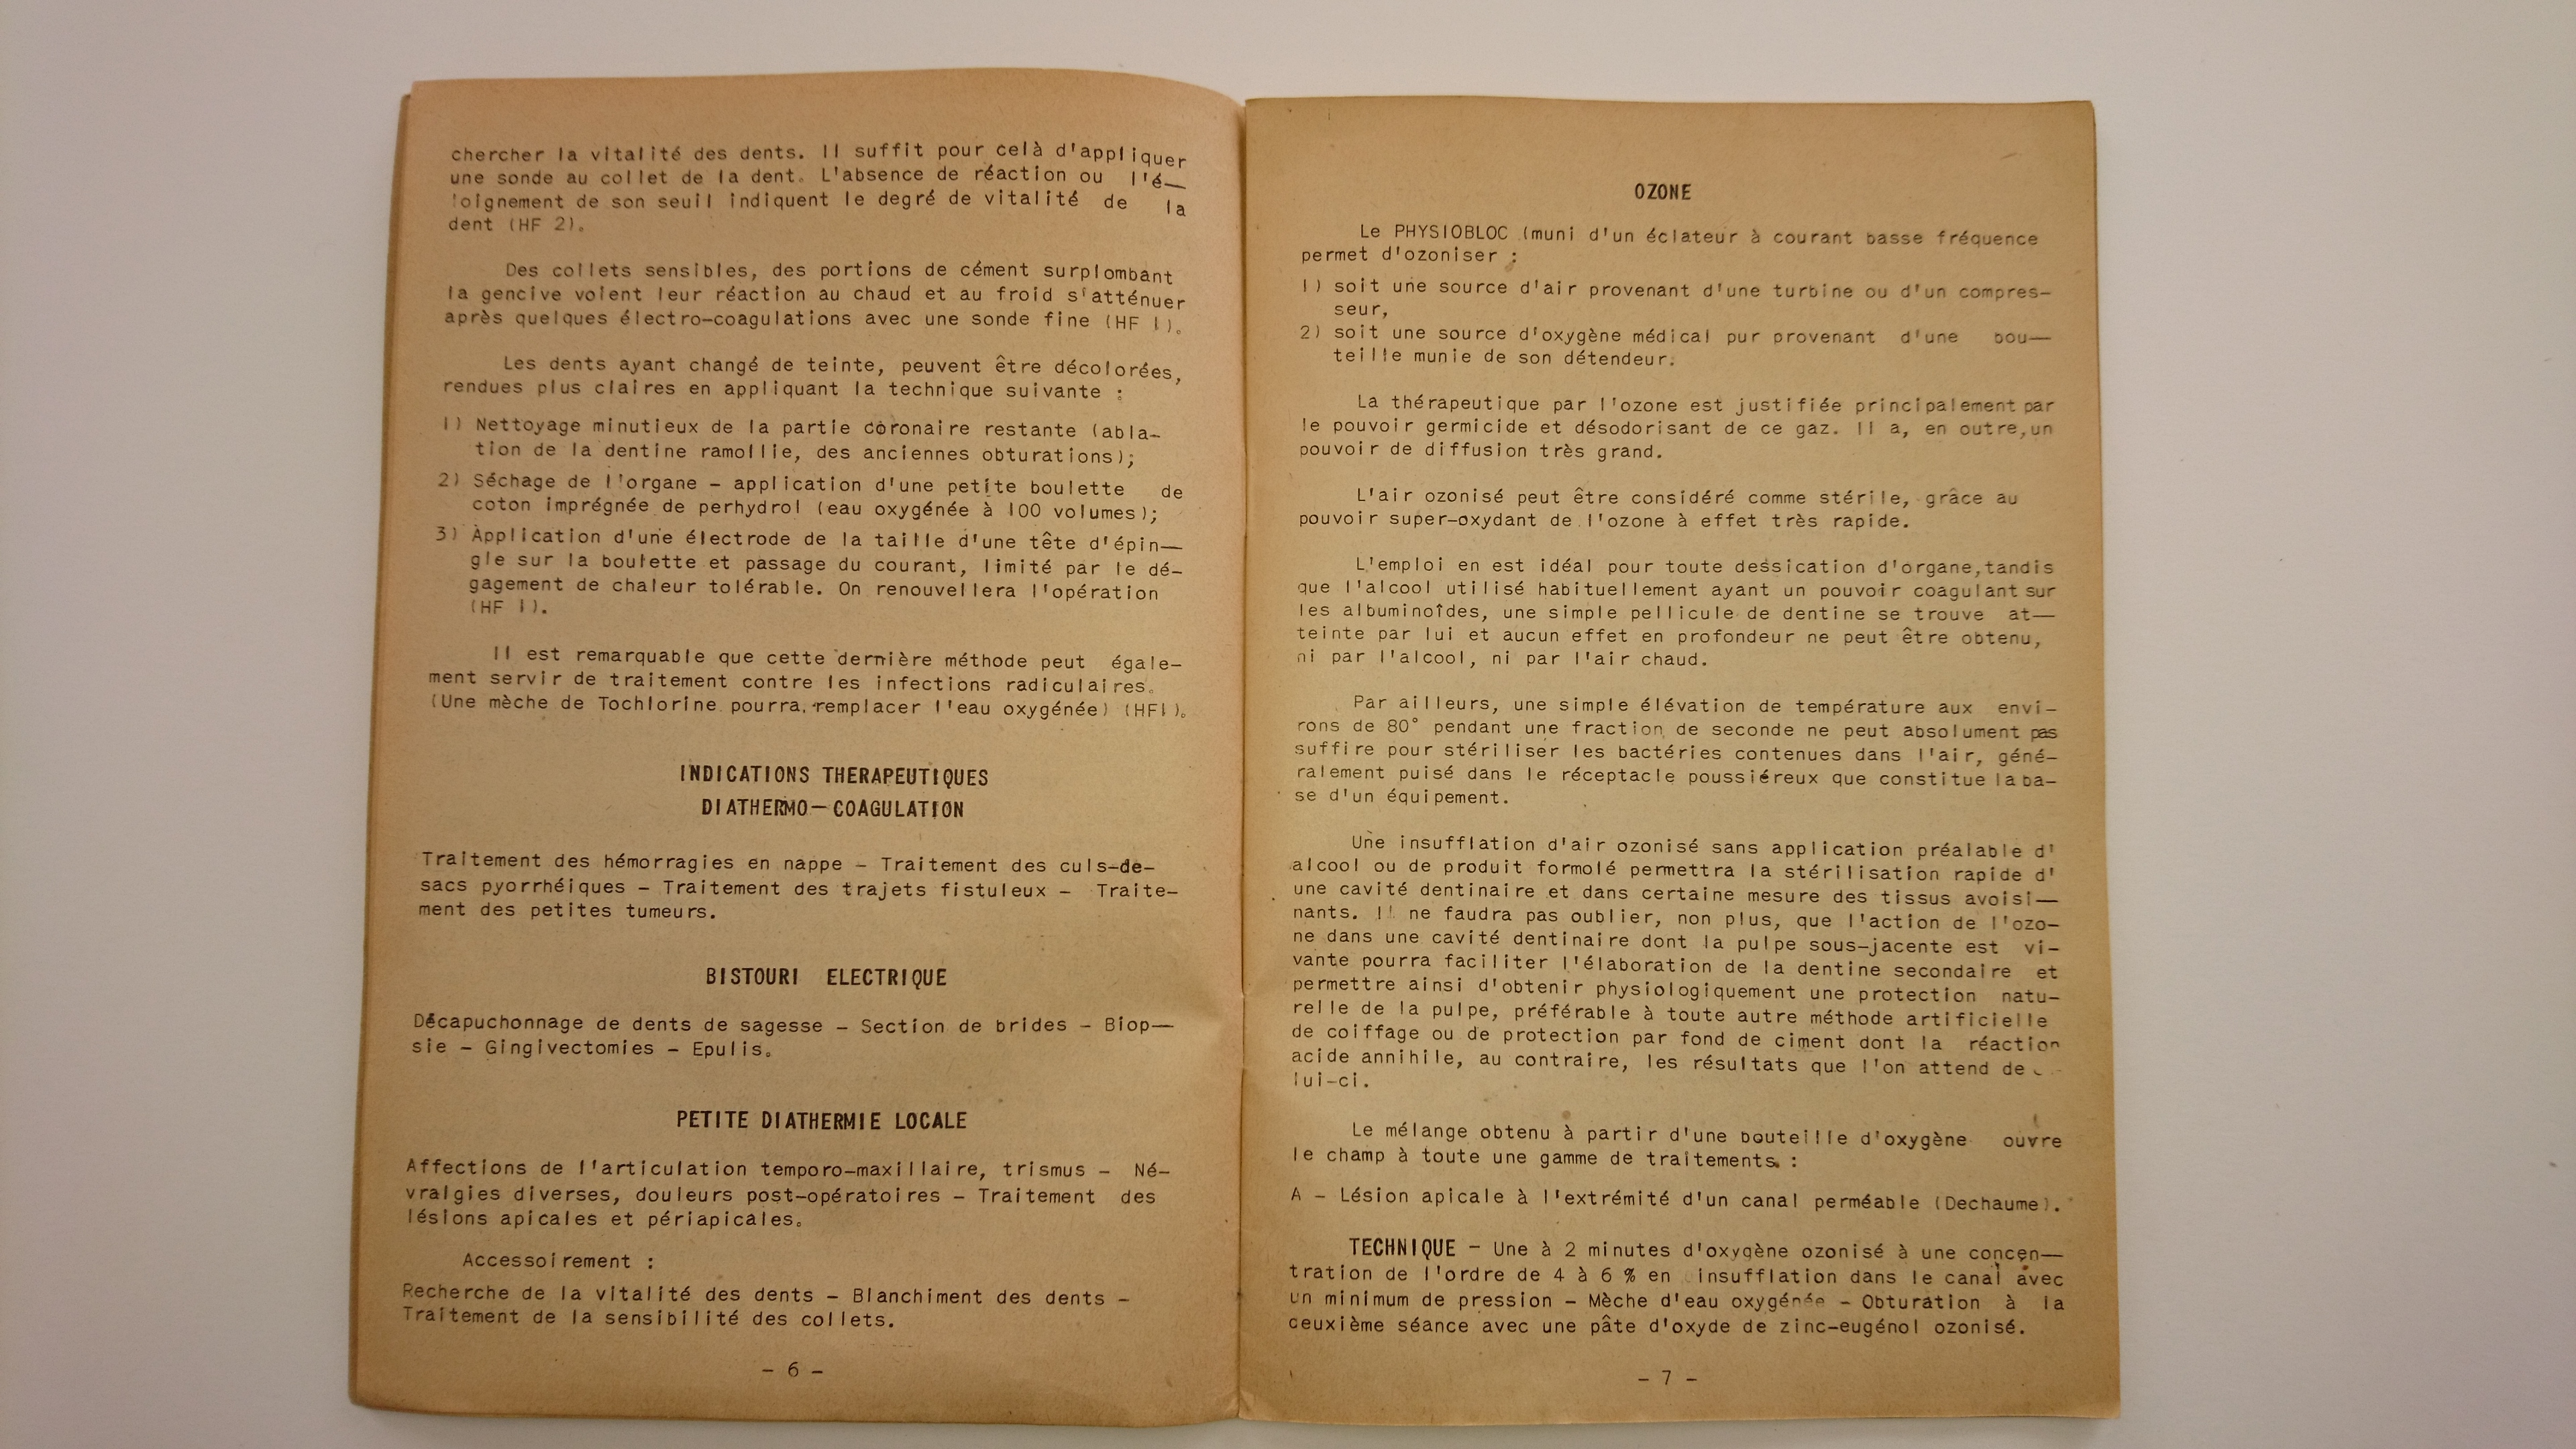 chercher la vitalité des dents. Il suffit pour celà d'appliquer
une sonde au collet de la dent. L'absence de réaction ou l'é—
loignement de son seuil indiquent le degré de vitalité de la
dent (HF 2).
Des collets sensibles, des portions de cément surplombant
la gencive voient leur réaction au chaud et au froid s'atténuer
après quelques électro-coagulations avec une sonde fine (HF 1).
Les dents ayant changé de teinte, peuvent être décolorées,
rendues plus claires en appliquant la technique suivante :
1) Nettoyage minutieux de la partie coronaire restante (abla-
tion de la dentine ramollie, des anciennes obturations);
2) Séchage de l'organe - application d'une petite boulette de
coton imprégnée de perhydrol (eau oxygénée à 100 volumes);
3) Application d'une électrode de la taille d'une tête d'épin—
gle sur la boulette et passage du courant, limité par le dé-
gagement de chaleur tolérable. On renouvellera l'opération
(HF 1).
Il est remarquable que cette dernière méthode peut égale-
ment servir de traitement contre les infections radiculaires.
(Une mèche de Tochlorine pourra remplacer l'eau oxygénée) (HF1).
INDICATIONS THERAPEUTIQUES
DIATHERMO—COAGULATION
Traitement des hémorragies en nappe - Traitement des culs-de-
sacs pyorrhéiques - Traitement des trajets fistuleux - Traite-
ment des petites tumeurs.
BISTOURI ELECTRIQUE
Décapuchonnage de dents de sagesse - Section de brides - Biop—
sie - Gingivectomies - Epulis.
PETITE DIATHERMIE LOCALE
Affections de l'articulation temporo-maxillaire, trismus - Né-
vralgies diverses, douleurs post-opératoires - Traitement des
lésions apicales et périapicales.
Accessoirement :
Recherche de la vitalité des dents - Blanchiment des dents -
Traitement de la sensibilité des collets.
- 6 -
OZONE
Le PHYSIOBLOC (muni d'un éclateur à courant basse fréquence
permet d'ozoniser :
1) soit une source d'air provenant d'une turbine ou d'un compres-
seur,
2) soit une source d'oxygène médical pur provenant d'une bou—
teille munie de son détendeur.
La thérapeutique par l'ozone est justifiée principalement par
le pouvoir germicide et désodorisant de ce gaz. Il a, en outre,un
pouvoir de diffusion très grand.
L'air ozonisé peut être considéré comme stérile, grâce au
pouvoir super-oxydant de l'ozone à effet très rapide.
L'emploi en est idéal pour toute dessication d'organe,tandis
que l'alcool utilisé habituellement ayant un pouvoir coagulant sur
les albuminoîdes, une simple pellicule de dentine se trouve at—
teinte par lui et aucun effet en profondeur ne peut être obtenu,
ni par l'alcool, ni par l'air chaud.
Par ailleurs, une simple élévation de température aux envi-
rons de 80° pendant une fraction de seconde ne peut absolument pas
suffire pour stériliser les bactéries contenues dans l'air, géné-
ralement puisé dans le réceptacle poussiéreux que constitue la ba-
se d'un équipement.
Une insufflation d'air ozonisé sans application préalable d'
alcool ou de produit formolé permettra la stérilisation rapide d'
une cavité dentinaire et dans certaine mesure des tissus avoisi—
nants. Il ne faudra pas oublier, non plus, que l'action de l'ozo-
ne dans une cavité dentinaire dont la pulpe sous-jacente est vi-
vante pourra faciliter l'élaboration de la dentine secondaire et
permettre ainsi d'obtenir physiologiquement une protection natu-
relle de la pulpe, préférable à toute autre méthode artificielle
de coiffage ou de protection par fond de ciment dont la réaction
acide annihile, au contraire, les résultats que l'on attend de
lui-ci.
Le mélange obtenu à partir d'une bouteille d'oxygène ouvre
le champ à toute une gamme de traitements :
A - Lésion apicale à l'extrémité d'un canal perméable (Dechaume).
TECHNIQUE - Une à 2 minutes d'oxygène ozonisé à une concen—
tration de l'ordre de 4 à 6 % en insufflation dans le canal avec
un minimum de pression - Mèche d'eau oxygénée - Obturation à la
deuxième séance avec une pâte d'oxyde de zinc-eugénol ozonisé.
- 7 -